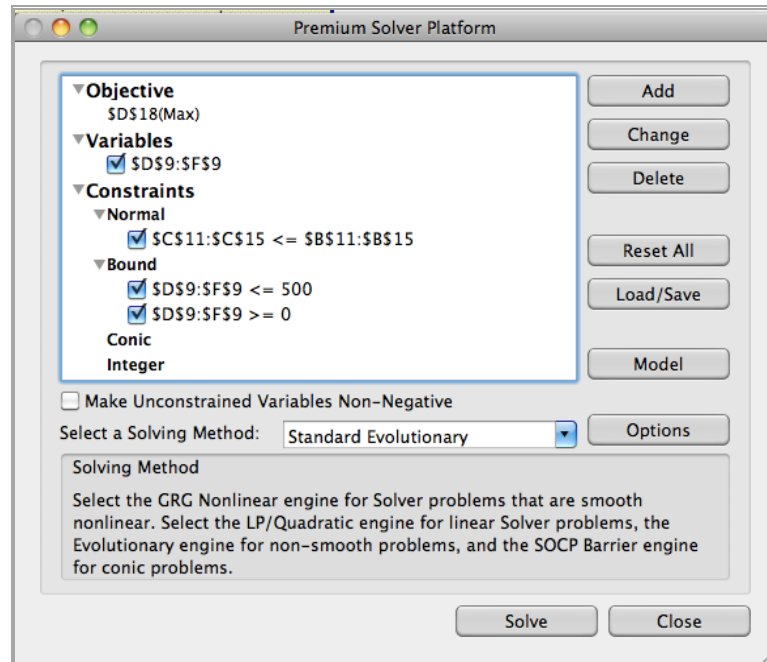 Premium Solver Platform
Objective
$D$18(Max)
Variables
$D$9:$F$9
Constraints
Normal
$C$11:$C$15 <= $B$11:$B$15
Bound
$D$9:$F$9 <= 500
$D$9:$F$9 >= 0
Conic
Integer
Add
Change
Delete
Reset All
Load/Save
Model
Make Unconstrained Variables Non-Negative
Select a Solving Method: Standard Evolutionary
Options
Solving Method
Select the GRG Nonlinear engine for Solver problems that are smooth
nonlinear. Select the LP/Quadratic engine for linear Solver problems, the
Evolutionary engine for non-smooth problems, and the SOCP Barrier engine
for conic problems.
Solve
Close